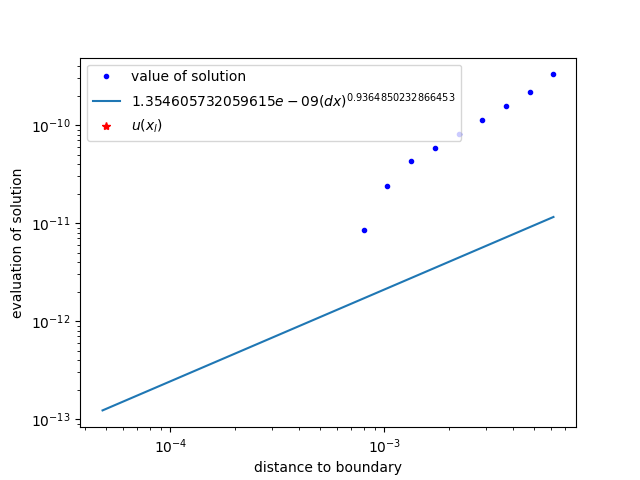 value of solution
1.354605732059615e − 09(dx)^0.9364850232866453
u(x_l)
evaluation of solution
10^−10
10^−11
10^−12
10^−13
10^−4
10^−3
distance to boundary